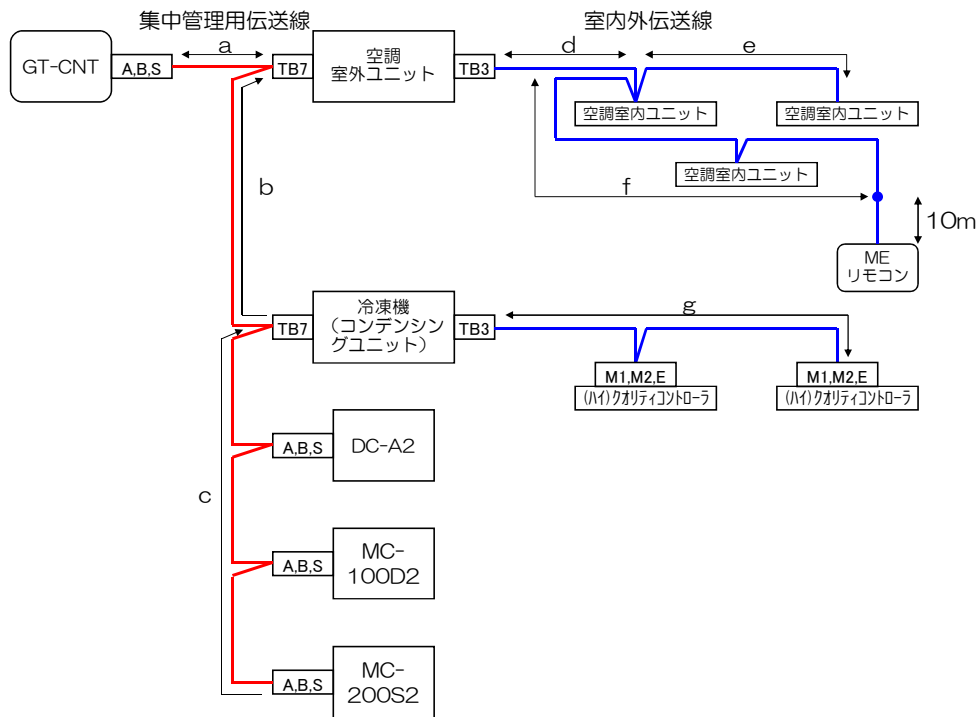 集中管理用伝送線
室内外伝送線
GT-CNT
A,B,S
a
TB7
空調
室外ユニット
TB3
d
e
空調室内ユニット
空調室内ユニット
空調室内ユニット
b
f
10m
ME
リモコン
TB7
冷凍機
(コンデンシン
グユニット)
TB3
g
M1,M2,E
(ハイ)クオリティコントローラ
M1,M2,E
(ハイ)クオリティコントローラ
c
A,B,S
DC-A2
A,B,S
MC-
100D2
A,B,S
MC-
200S2